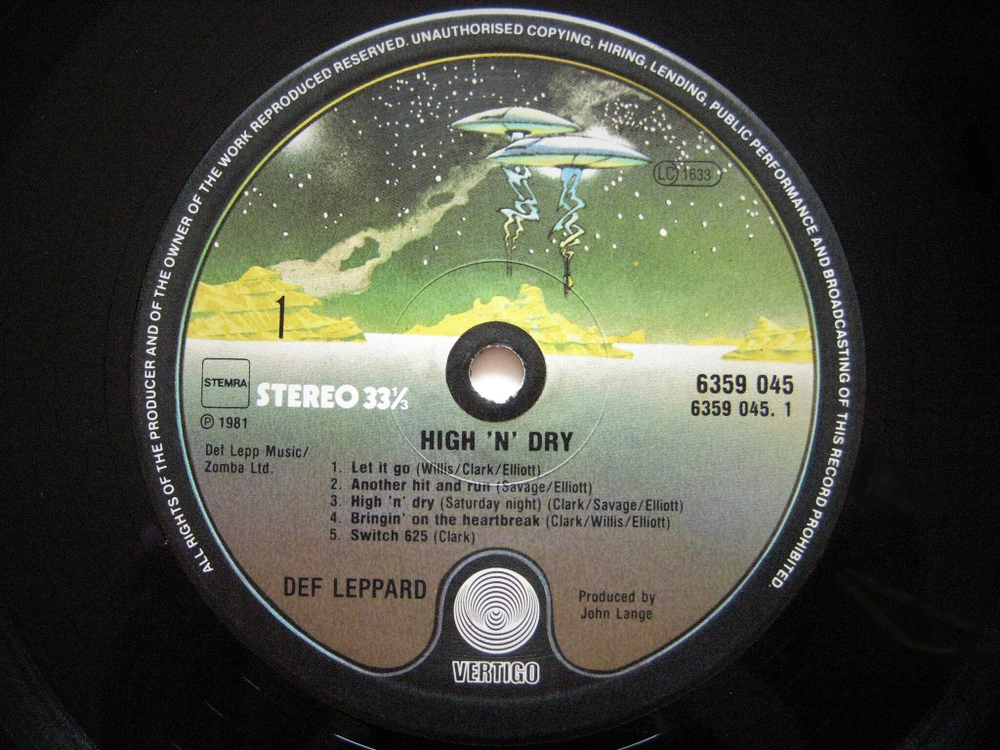 ALL RIGHTS OF THE PRODUCER AND OF THE OWNER OF THE WORK REPRODUCED RESERVED. UNAUTHORISED COPYING, HIRING, LENDING, PUBLIC PERFORMANCE AND BROADCASTING OF THIS RECORD PROHIBITED.
LC 1633
1
STEMRA
STEREO 33⅓
6359 045
6359 045. 1
Ⓟ 1981
HIGH 'N' DRY
Def Lepp Music/
Zomba Ltd.
1. Let it go (Willis/Clark/Elliott)
2. Another hit and run (Savage/Elliott)
3. High 'n' dry (Saturday night) (Clark/Savage/Elliott)
4. Bringin' on the heartbreak (Clark/Willis/Elliott)
5. Switch 625 (Clark)
DEF LEPPARD
Produced by
John Lange
VERTIGO